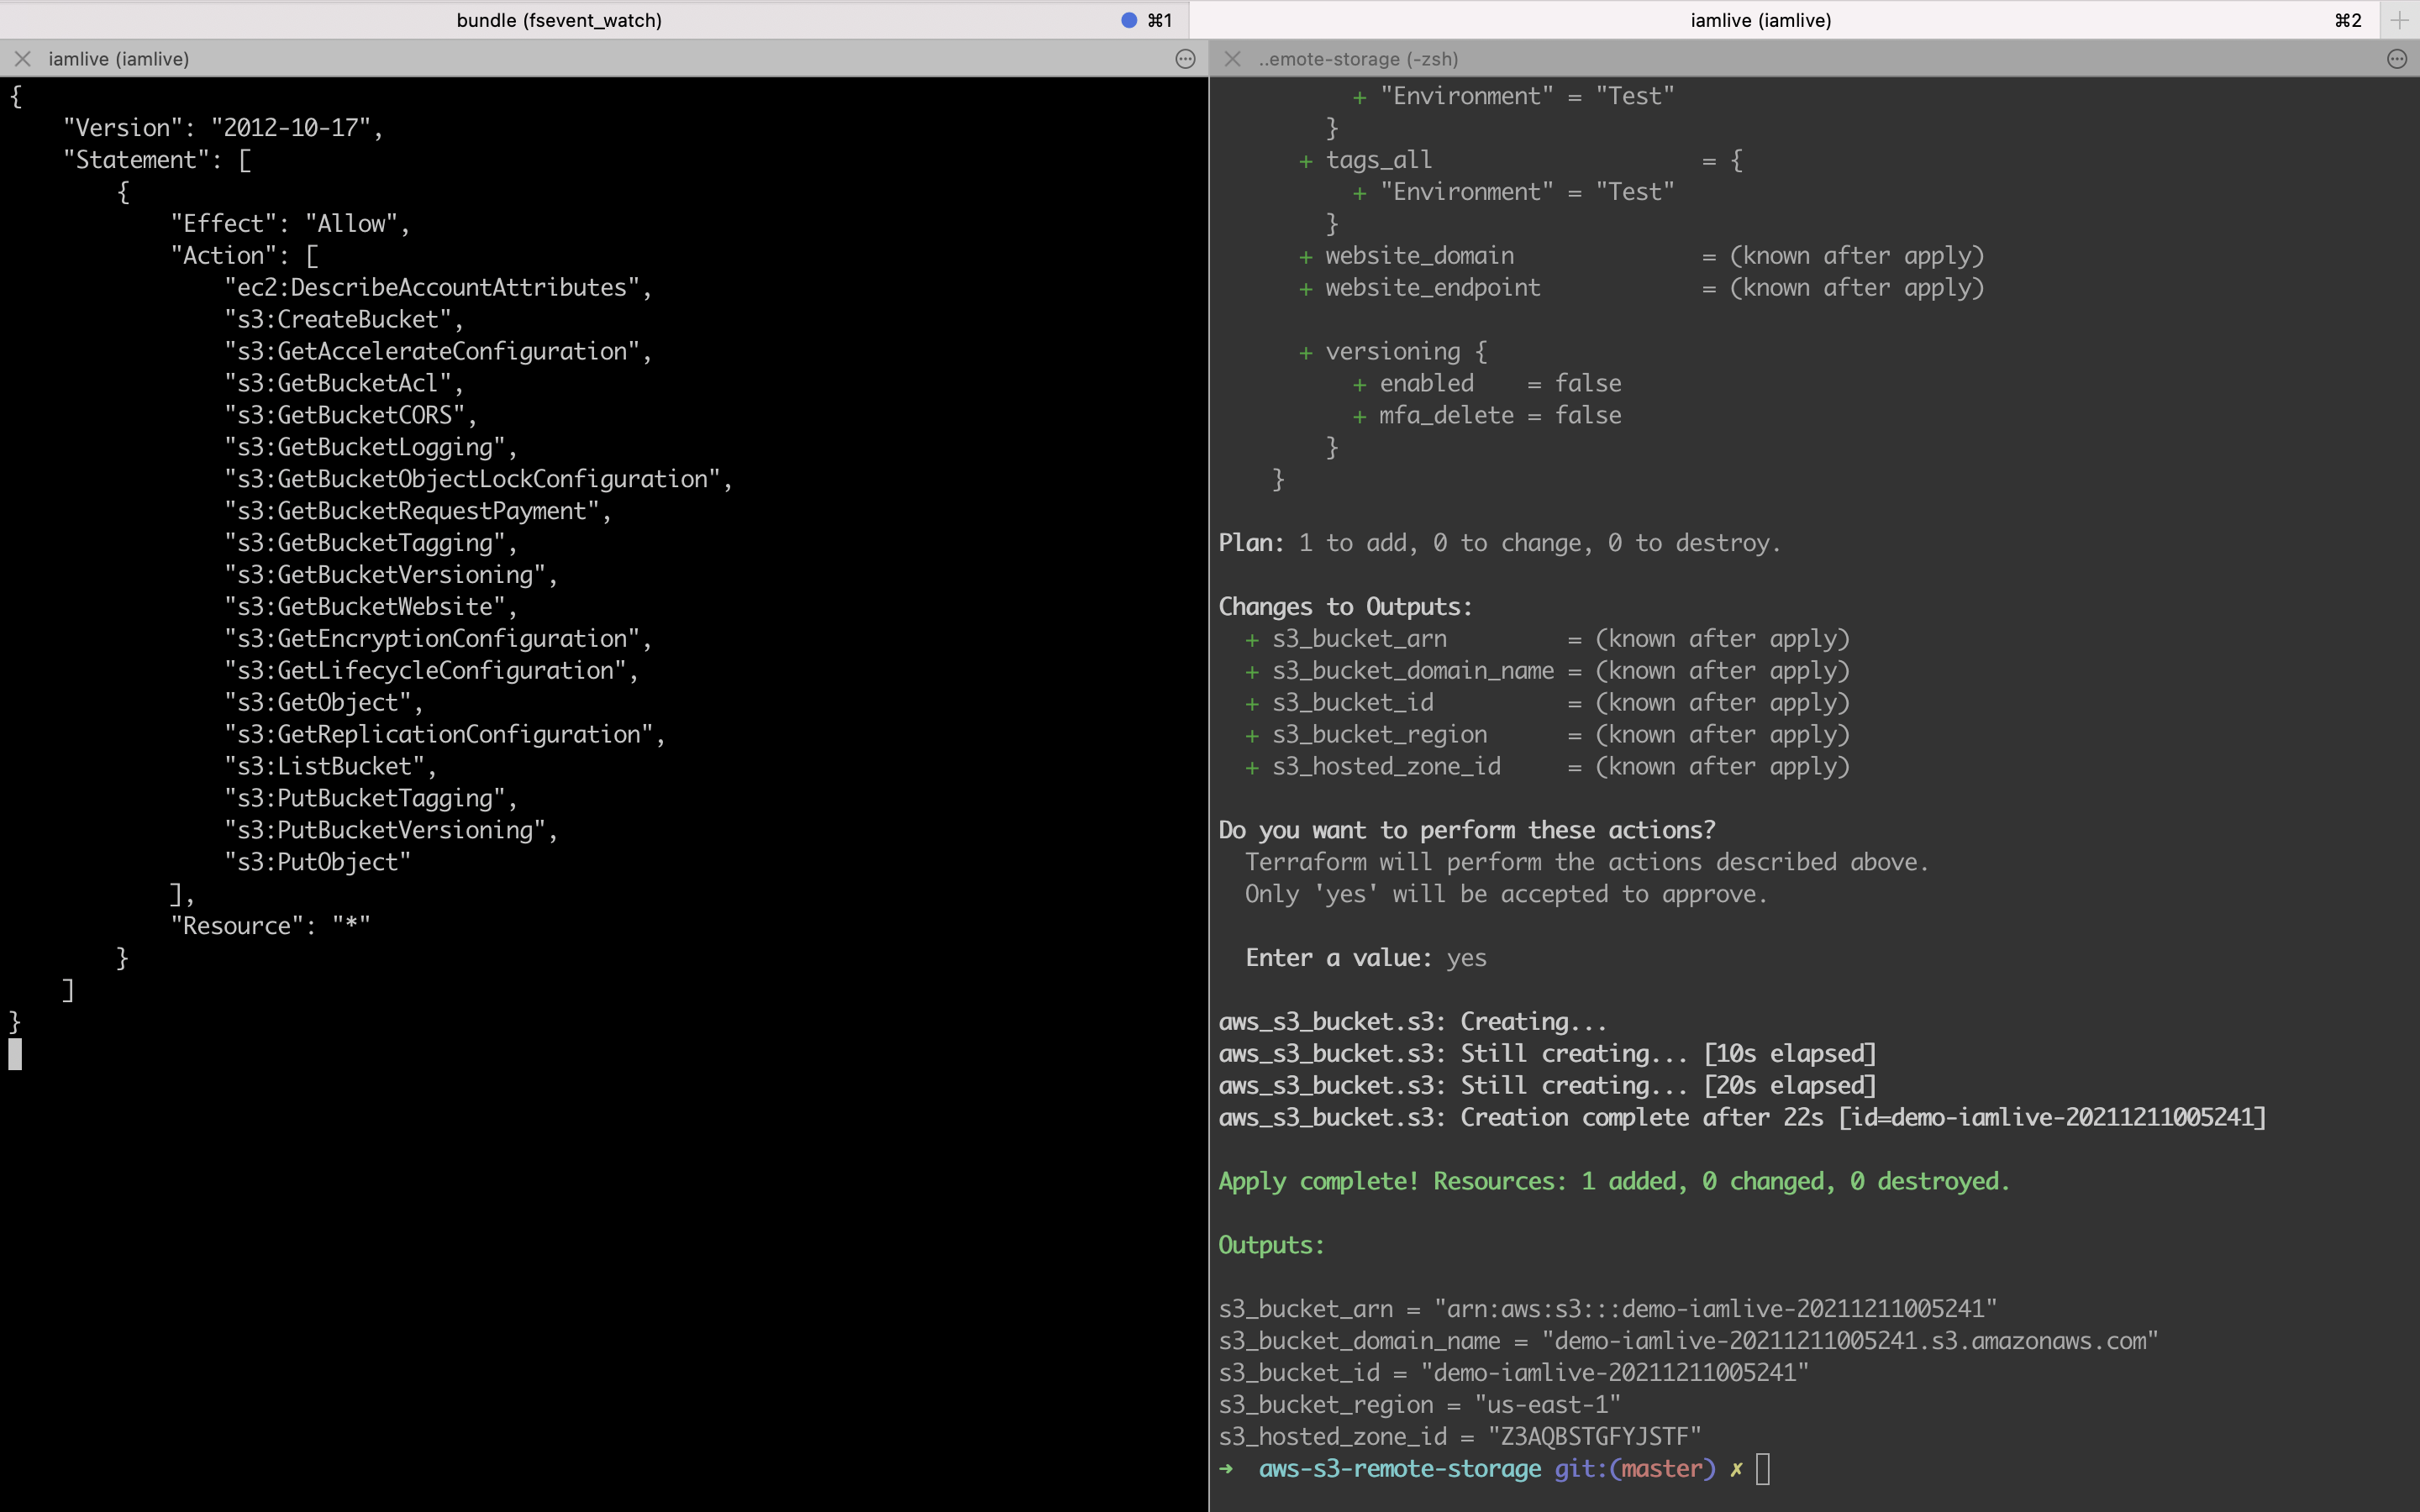 bundle (fsevent_watch) ⌘1
iamlive (iamlive) ⌘2
iamlive (iamlive)
{
    "Version": "2012-10-17",
    "Statement": [
        {
            "Effect": "Allow",
            "Action": [
                "ec2:DescribeAccountAttributes",
                "s3:CreateBucket",
                "s3:GetAccelerateConfiguration",
                "s3:GetBucketAcl",
                "s3:GetBucketCORS",
                "s3:GetBucketLogging",
                "s3:GetBucketObjectLockConfiguration",
                "s3:GetBucketRequestPayment",
                "s3:GetBucketTagging",
                "s3:GetBucketVersioning",
                "s3:GetBucketWebsite",
                "s3:GetEncryptionConfiguration",
                "s3:GetLifecycleConfiguration",
                "s3:GetObject",
                "s3:GetReplicationConfiguration",
                "s3:ListBucket",
                "s3:PutBucketTagging",
                "s3:PutBucketVersioning",
                "s3:PutObject"
            ],
            "Resource": "*"
        }
    ]
}
..emote-storage (-zsh)
          + "Environment" = "Test"
        }
      + tags_all                    = {
          + "Environment" = "Test"
        }
      + website_domain              = (known after apply)
      + website_endpoint            = (known after apply)

      + versioning {
          + enabled    = false
          + mfa_delete = false
        }
    }

Plan: 1 to add, 0 to change, 0 to destroy.

Changes to Outputs:
  + s3_bucket_arn         = (known after apply)
  + s3_bucket_domain_name = (known after apply)
  + s3_bucket_id          = (known after apply)
  + s3_bucket_region      = (known after apply)
  + s3_hosted_zone_id     = (known after apply)

Do you want to perform these actions?
  Terraform will perform the actions described above.
  Only 'yes' will be accepted to approve.

  Enter a value: yes

aws_s3_bucket.s3: Creating...
aws_s3_bucket.s3: Still creating... [10s elapsed]
aws_s3_bucket.s3: Still creating... [20s elapsed]
aws_s3_bucket.s3: Creation complete after 22s [id=demo-iamlive-20211211005241]

Apply complete! Resources: 1 added, 0 changed, 0 destroyed.

Outputs:

s3_bucket_arn = "arn:aws:s3:::demo-iamlive-20211211005241"
s3_bucket_domain_name = "demo-iamlive-20211211005241.s3.amazonaws.com"
s3_bucket_id = "demo-iamlive-20211211005241"
s3_bucket_region = "us-east-1"
s3_hosted_zone_id = "Z3AQBSTGFYJSTF"
➜  aws-s3-remote-storage git:(master) ✗